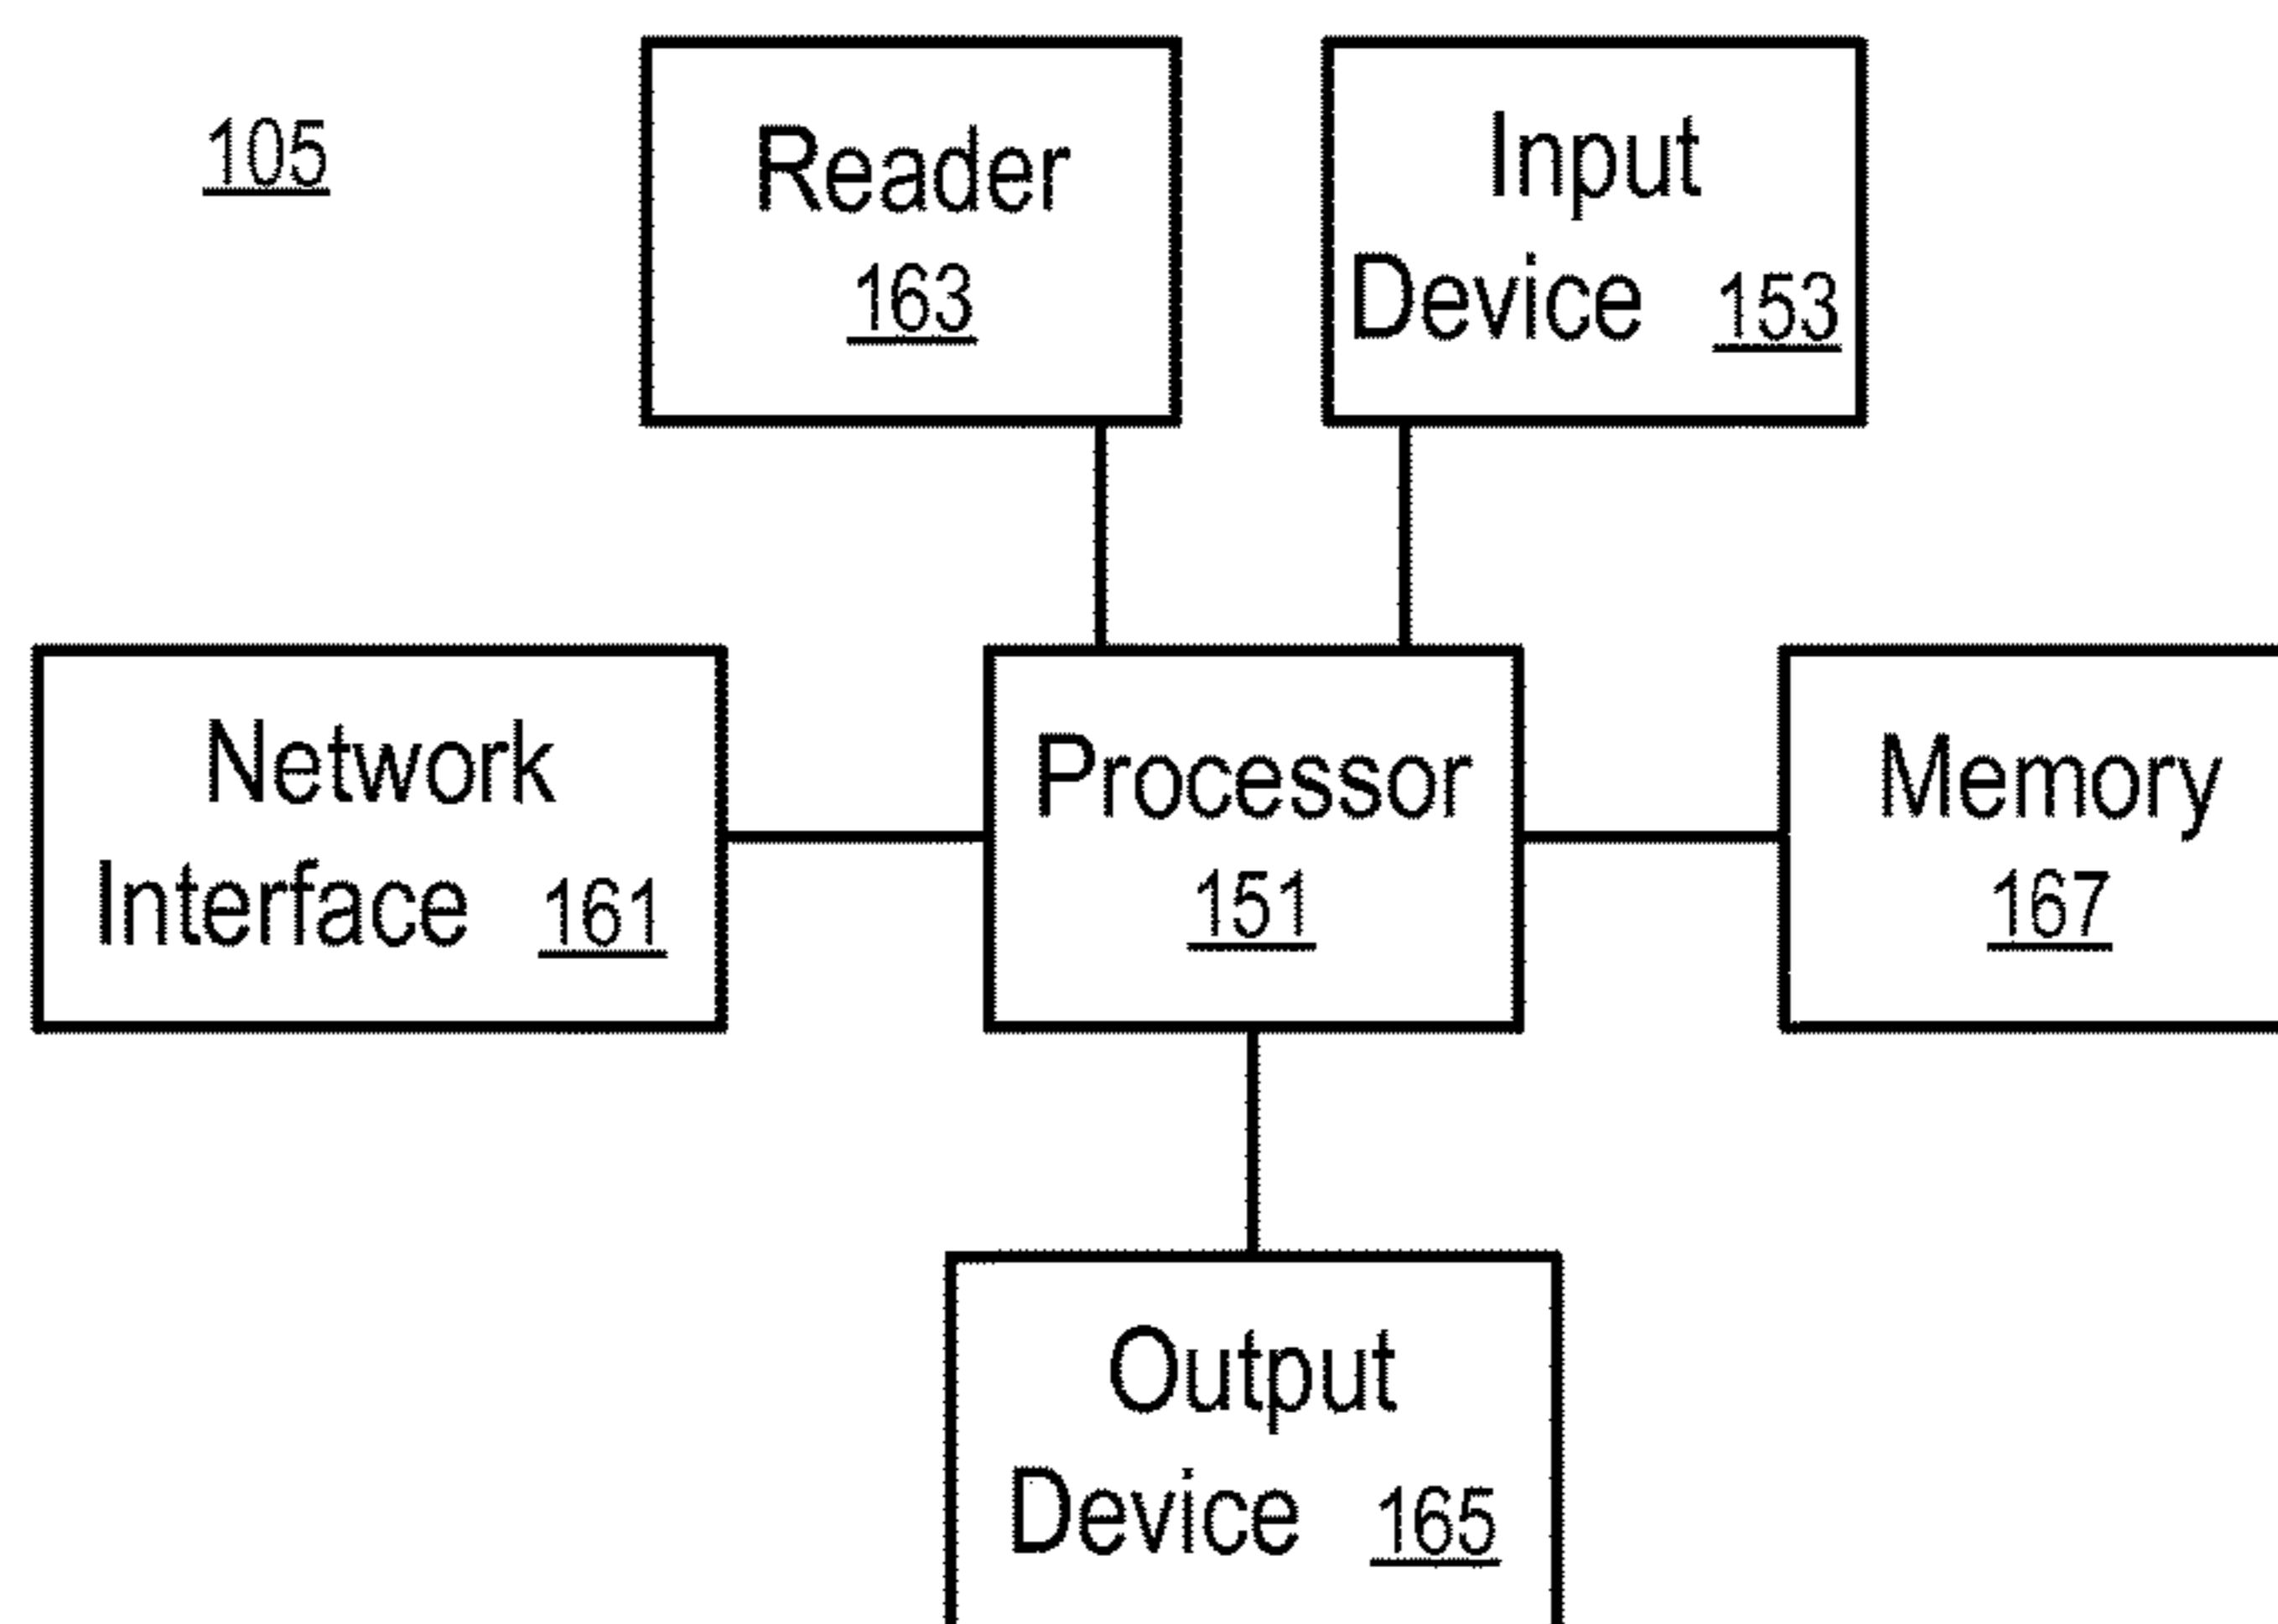 105
Reader
163
Input
Device 153
Network
Interface 161
Processor
151
Memory
167
Output
Device 165